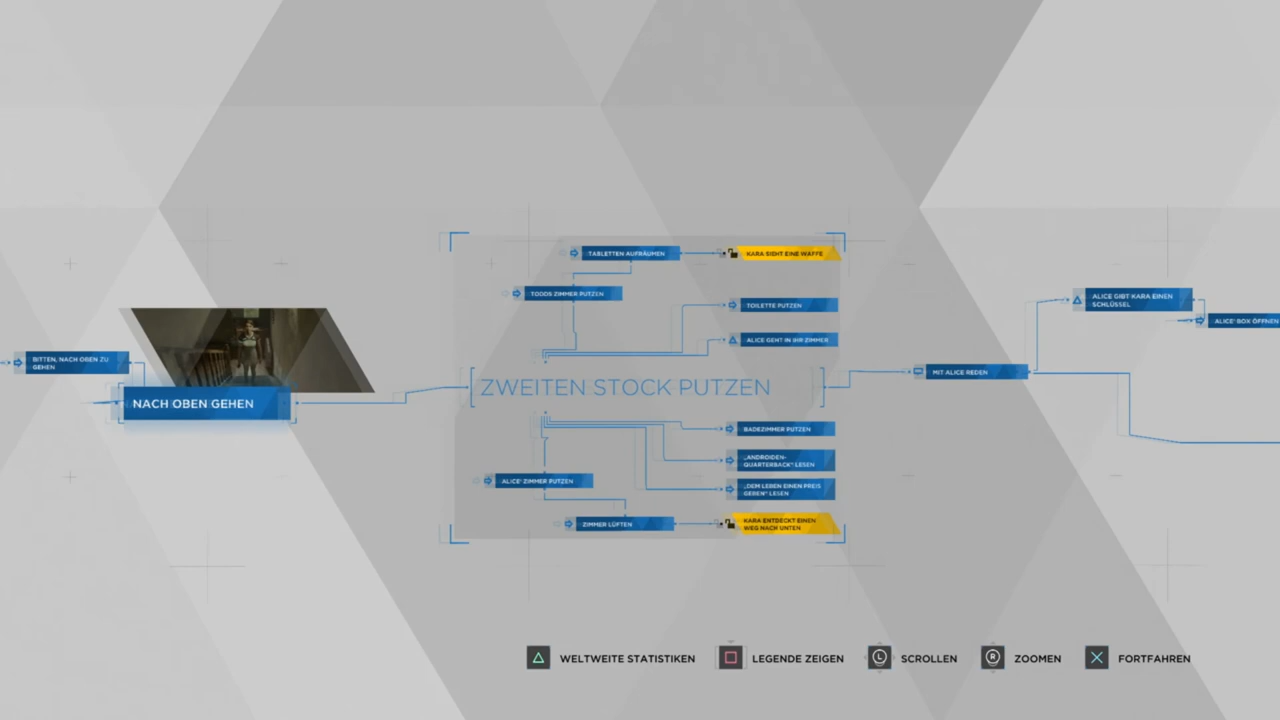 BITTEN, NACH OBEN ZU
GEHEN
NACH OBEN GEHEN
TABLETTEN AUFRÄUMEN
KARA SIEHT EINE WAFFE
TODDS ZIMMER PUTZEN
TOILETTE PUTZEN
ALICE GEHT IN IHR ZIMMER
ZWEITEN STOCK PUTZEN
BADEZIMMER PUTZEN
„ANDROIDEN-
QUARTERBACK“ LESEN
ALICE' ZIMMER PUTZEN
„DEM LEBEN EINEN PREIS
GEBEN“ LESEN
ZIMMER LÜFTEN
KARA ENTDECKT EINEN
WEG NACH UNTEN
MIT ALICE REDEN
ALICE GIBT KARA EINEN
SCHLÜSSEL
ALICE' BOX ÖFFNEN
WELTWEITE STATISTIKEN
LEGENDE ZEIGEN
L
SCROLLEN
R
ZOOMEN
FORTFAHREN